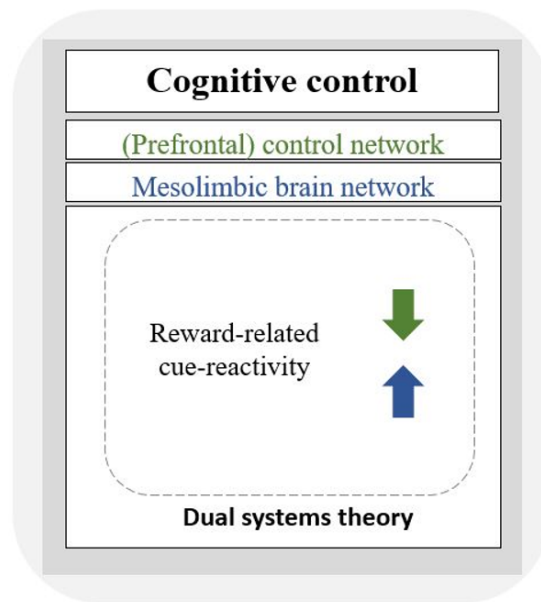 Cognitive control
(Prefrontal) control network
Mesolimbic brain network
Reward-related
cue-reactivity
Dual systems theory